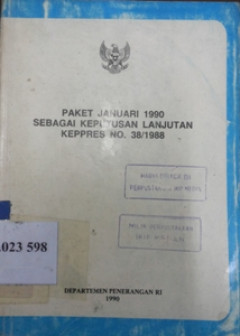 PAKET JANUARI 1990
SEBAGAI KEPUTUSAN LANJUTAN
KEPPRES NO. 38/1988
.023 598
DEPARTEMEN PENERANGAN RI
1990